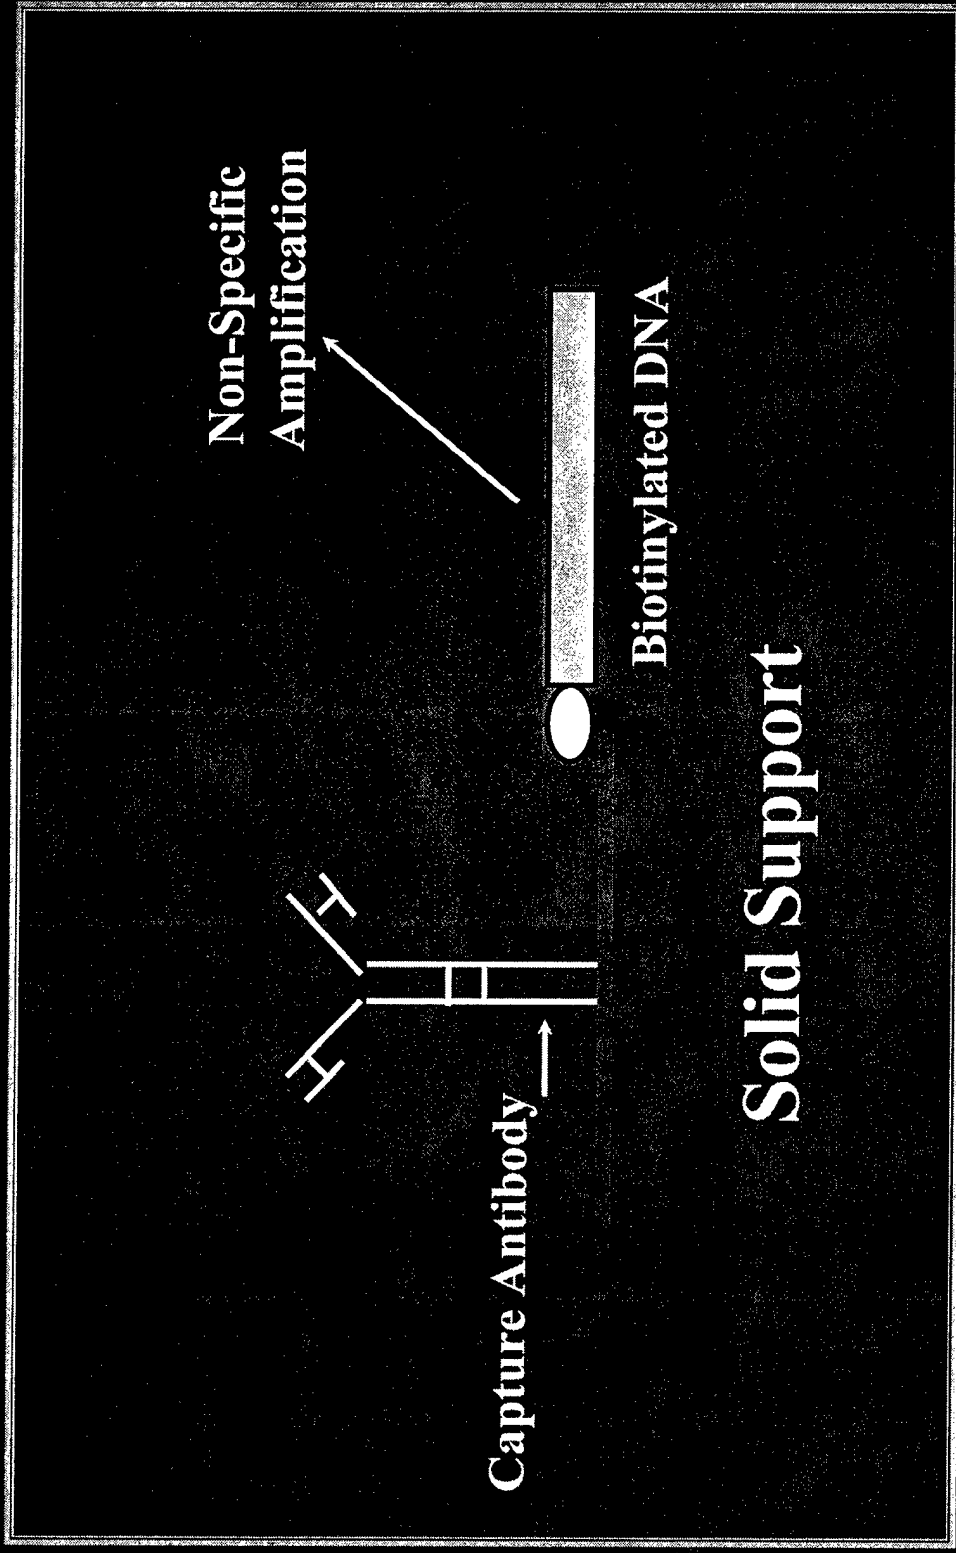 Non-Specific
Amplification
Capture Antibody
Biotinylated DNA
Solid Support